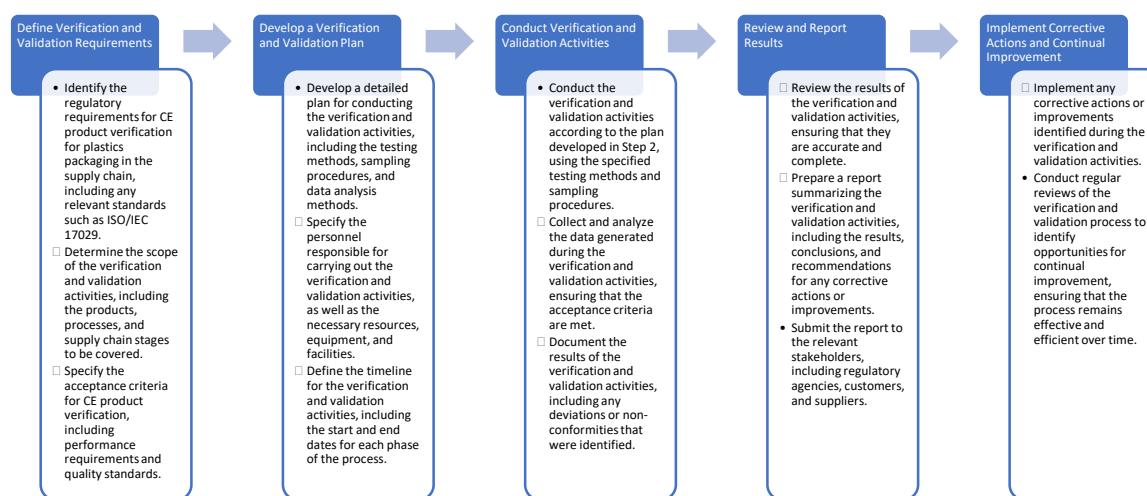 Define Verification and
Validation Requirements
• Identify the
regulatory
requirements for CE
product verification
for plastics
packaging in the
supply chain,
including any
relevant standards
such as ISO/IEC
17029.
□ Determine the scope
of the verification
and validation
activities, including
the products,
processes, and
supply chain stages
to be covered.
□ Specify the
acceptance criteria
for CE product
verification,
including
performance
requirements and
quality standards.
Develop a Verification
and Validation Plan
• Develop a detailed
plan for conducting
the verification and
validation activities,
including the testing
methods, sampling
procedures, and
data analysis
methods.
□ Specify the
personnel
responsible for
carrying out the
verification and
validation activities,
as well as the
necessary resources,
equipment, and
facilities.
□ Define the timeline
for the verification
and validation
activities, including
the start and end
dates for each phase
of the process.
Conduct Verification and
Validation Activities
• Conduct the
verification and
validation activities
according to the plan
developed in Step 2,
using the specified
testing methods and
sampling
procedures.
□ Collect and analyze
the data generated
during the
verification and
validation activities,
ensuring that the
acceptance criteria
are met.
□ Document the
results of the
verification and
validation activities,
including any
deviations or non-
conformities that
were identified.
Review and Report
Results
□ Review the results of
the verification and
validation activities,
ensuring that they
are accurate and
complete.
□ Prepare a report
summarizing the
verification and
validation activities,
including the results,
conclusions, and
recommendations
for any corrective
actions or
improvements.
• Submit the report to
the relevant
stakeholders,
including regulatory
agencies, customers,
and suppliers.
Implement Corrective
Actions and Continual
Improvement
□ Implement any
corrective actions or
improvements
identified during the
verification and
validation activities.
• Conduct regular
reviews of the
verification and
validation process to
identify
opportunities for
continual
improvement,
ensuring that the
process remains
effective and
efficient over time.